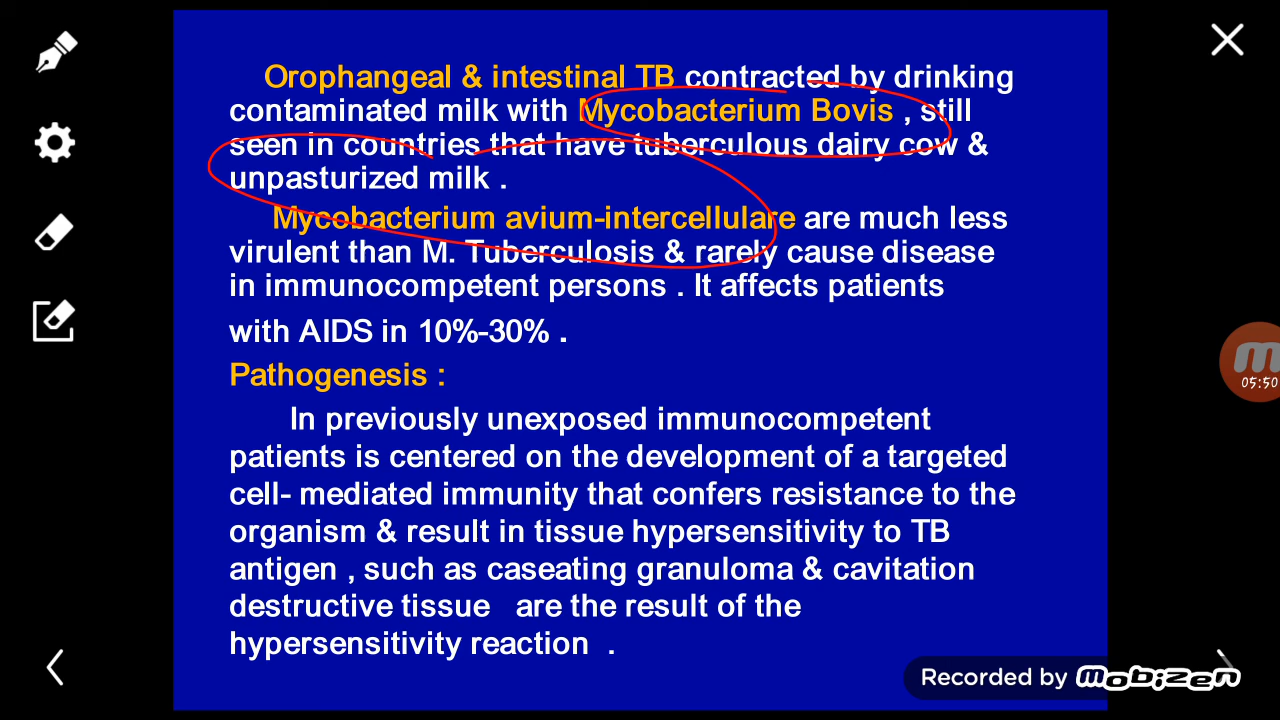 Orophangeal & intestinal TB contracted by drinking
contaminated milk with Mycobacterium Bovis , still
seen in countries that have tuberculous dairy cow &
unpasturized milk .
Mycobacterium avium-intercellulare are much less
virulent than M. Tuberculosis & rarely cause disease
in immunocompetent persons . It affects patients
with AIDS in 10%-30% .
Pathogenesis :
In previously unexposed immunocompetent
patients is centered on the development of a targeted
cell- mediated immunity that confers resistance to the
organism & result in tissue hypersensitivity to TB
antigen , such as caseating granuloma & cavitation
destructive tissue are the result of the
hypersensitivity reaction .
05:50
Recorded by mobizen